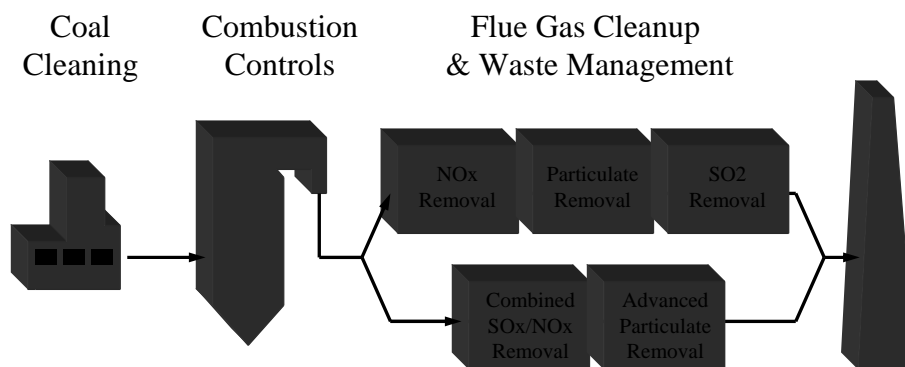 Coal
Cleaning
Combustion
Controls
Flue Gas Cleanup
& Waste Management
NOx
Removal
Particulate
Removal
SO2
Removal
Combined
SOx/NOx
Removal
Advanced
Particulate
Removal